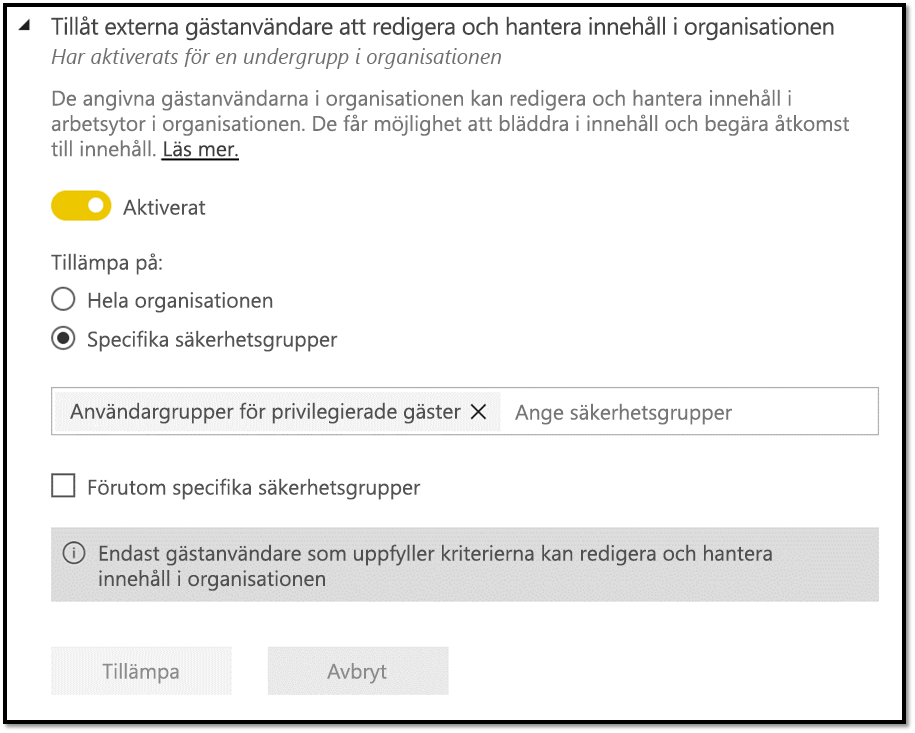 Tillåt externa gästanvändare att redigera och hantera innehåll i organisationen
Har aktiverats för en undergrupp i organisationen
De angivna gästanvändarna i organisationen kan redigera och hantera innehåll i
arbetsytor i organisationen. De får möjlighet att bläddra i innehåll och begära åtkomst
till innehåll. Läs mer.
Aktiverat
Tillämpa på:
Hela organisationen
Specifika säkerhetsgrupper
Användargrupper för privilegierade gäster Ange säkerhetsgrupper
Förutom specifika säkerhetsgrupper
Endast gästanvändare som uppfyller kriterierna kan redigera och hantera
innehåll i organisationen
Tillämpa Avbryt